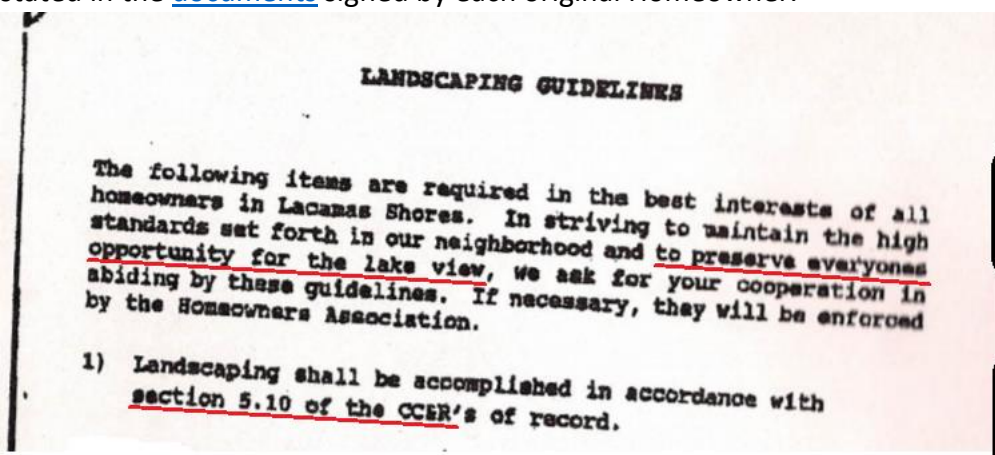 stated in the documents signed by each original Homeowner.
LANDSCAPING GUIDELINES
The following items are required in the best interests of all
homeowners in Lacamas Shores. In striving to maintain the high
standards set forth in our neighborhood and to preserve everyones
opportunity for the lake view, we ask for your cooperation in
abiding by these guidelines. If necessary, they will be enforced
by the Homeowners Association.
1) Landscaping shall be accomplished in accordance with
section 5.10 of the CC&R's of record.